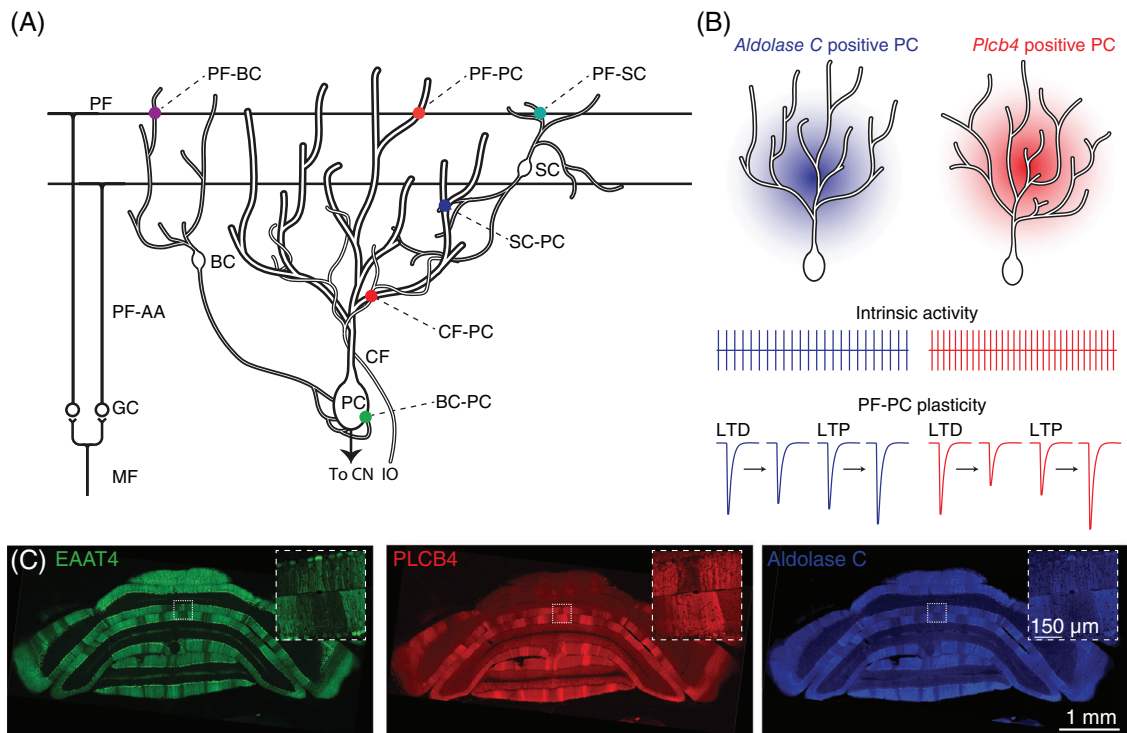 (A)
PF-BC
PF-PC
PF-SC
PF
SC
SC-PC
BC
PF-AA
CF-PC
CF
PC
BC-PC
GC
To CN IO
MF
(B)
Aldolase C positive PC
Plcb4 positive PC
Intrinsic activity
PF-PC plasticity
LTD LTP LTD LTP
(C)
EAAT4
PLCB4
Aldolase C
150 µm
1 mm